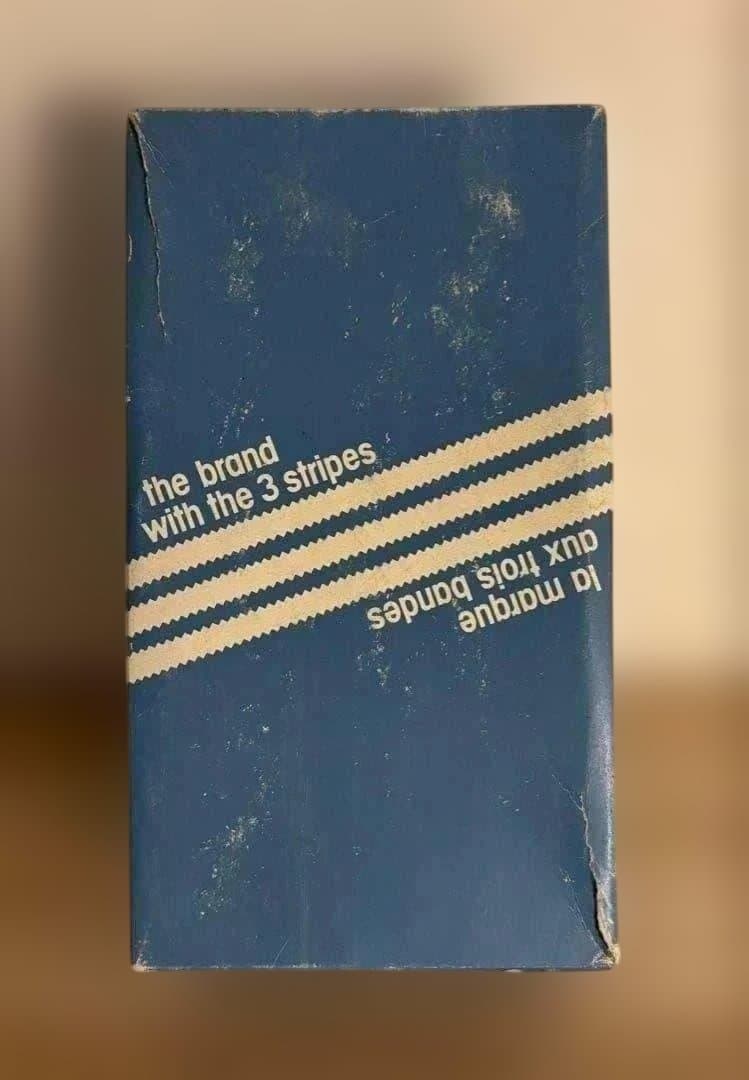 the brand
with the 3 stripes
la marque
aux trois bandes